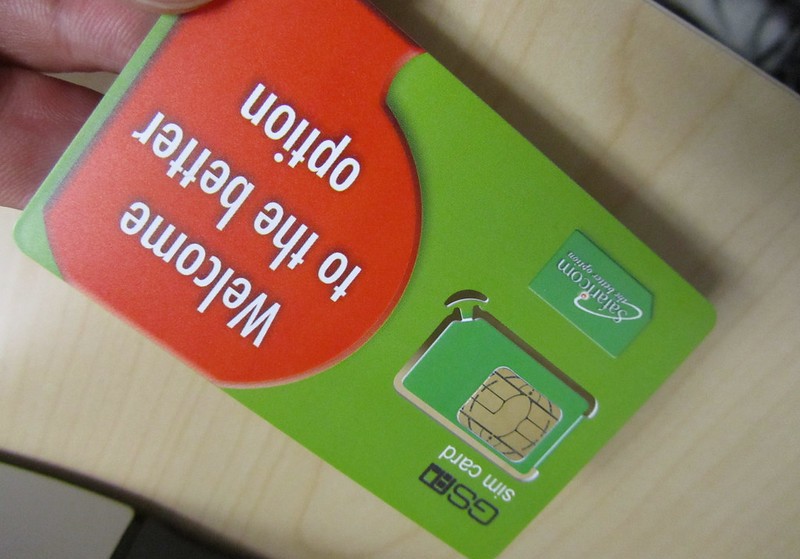 Welcome
to the better
option
Safaricom
the better option
GSM
sim card